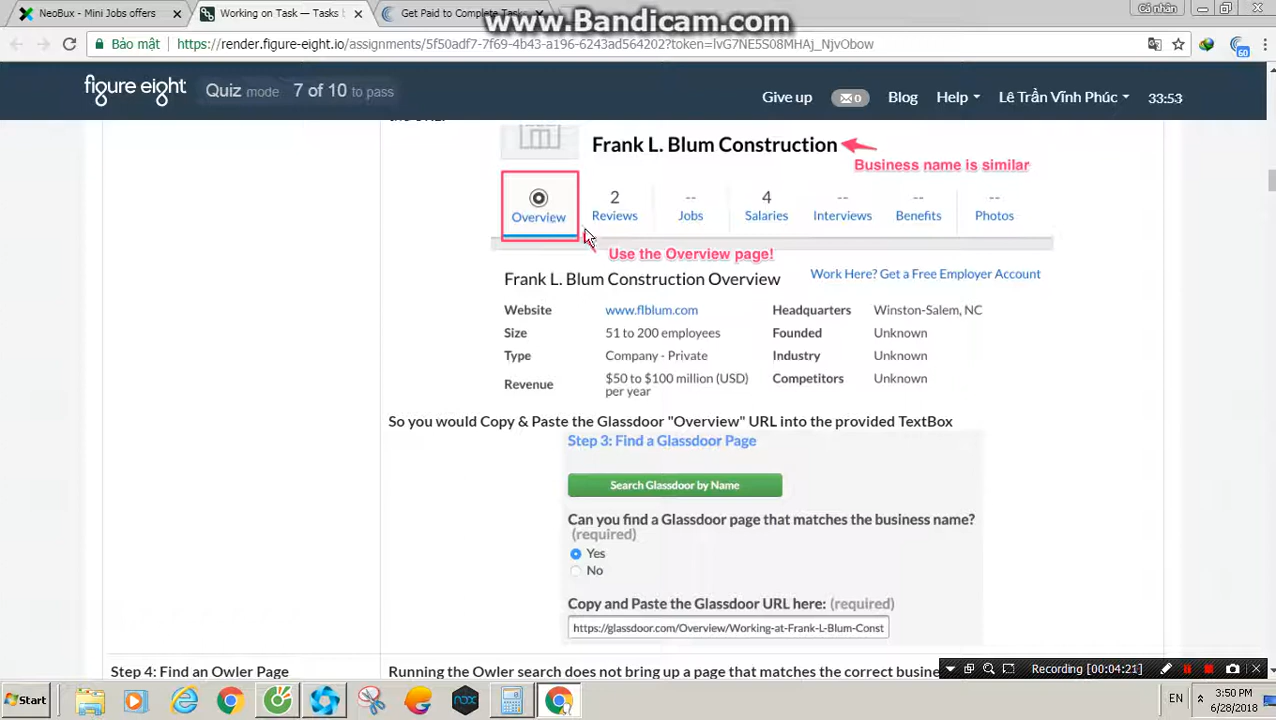 www.Bandicam.com
NeoBux - Mini Jobs offers
Working on Task — Tasks
Get Paid to Complete Tasks
Cá nhân
Bảo mật
https://render.figure-eight.io/assignments/5f50adf7-7f69-4b43-a196-6243ad564202?token=lvG7NE5S08MHAj_NjvObow
60
figure eight
Quiz mode 7 of 10 to pass
Give up
0
Blog
Help
Lê Trần Vĩnh Phúc
33:53
Frank L. Blum Construction
Business name is similar
Overview
2
Reviews
--
Jobs
4
Salaries
--
Interviews
--
Benefits
--
Photos
Use the Overview page!
Frank L. Blum Construction Overview
Work Here? Get a Free Employer Account
Website www.flblum.com Headquarters Winston-Salem, NC
Size 51 to 200 employees Founded Unknown
Type Company - Private Industry Unknown
Revenue $50 to $100 million (USD) per year Competitors Unknown
So you would Copy & Paste the Glassdoor "Overview" URL into the provided TextBox
Step 3: Find a Glassdoor Page
Search Glassdoor by Name
Can you find a Glassdoor page that matches the business name?
(required)
Yes
No
Copy and Paste the Glassdoor URL here: (required)
https://glassdoor.com/Overview/Working-at-Frank-L-Blum-Const
Step 4: Find an Owler Page
Running the Owler search does not bring up a page that matches the correct
Recording [00:04:21]
Start
nox
EN
3:50 PM
6/28/2018